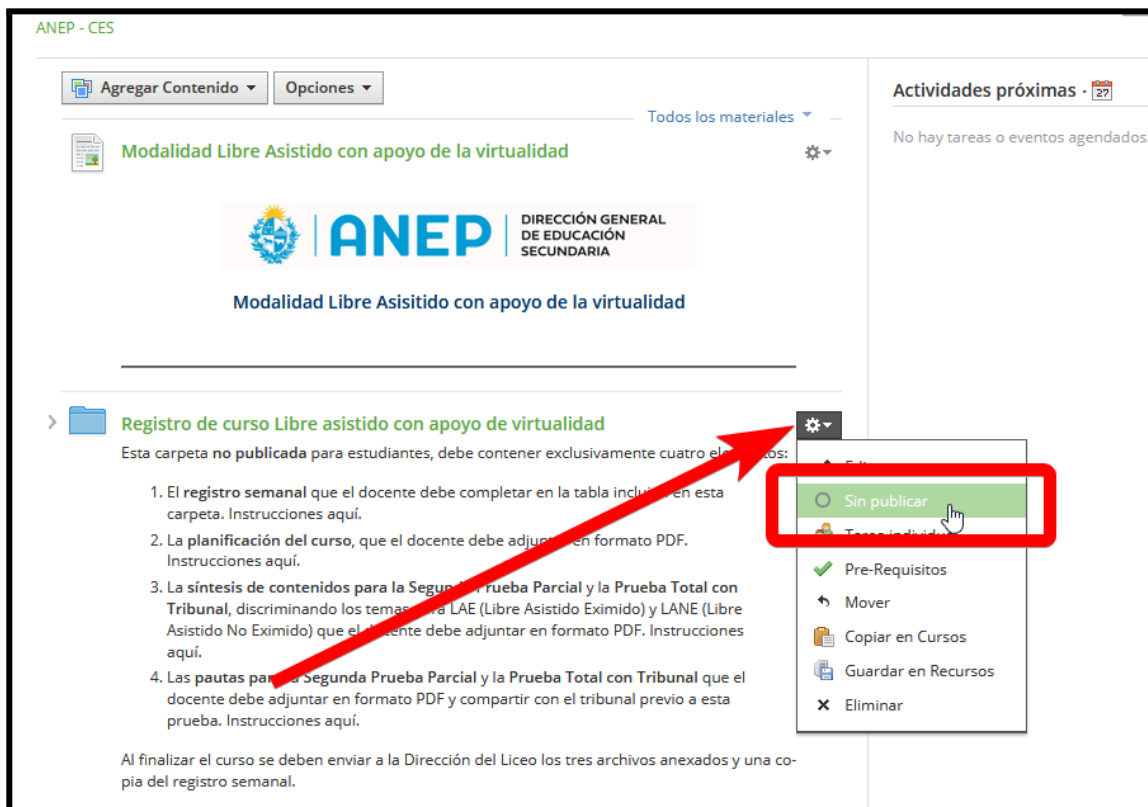 ANEP - CES
Agregar Contenido
Opciones
Todos los materiales
Actividades próximas · 27
No hay tareas o eventos agendados.
Modalidad Libre Asistido con apoyo de la virtualidad
ANEP
DIRECCIÓN GENERAL
DE EDUCACIÓN
SECUNDARIA
Modalidad Libre Asisitido con apoyo de la virtualidad
Registro de curso Libre asistido con apoyo de virtualidad
Esta carpeta no publicada para estudiantes, debe contener exclusivamente cuatro
1. El registro semanal que el docente debe completar en la tabla en esta
carpeta. Instrucciones aquí.
2. La planificación del curso, que el docente debe adjuntar en formato PDF.
Instrucciones aquí.
3. La síntesis de contenidos para la Segunda Prueba Parcial y la Prueba Total con
Tribunal, discriminando los temas para LAE (Libre Asistido Eximido) y LANE (Libre
Asistido No Eximido) que el docente debe adjuntar en formato PDF. Instrucciones
aquí.
4. Las pautas para la Segunda Prueba Parcial y la Prueba Total con Tribunal que el
docente debe adjuntar en formato PDF y compartir con el tribunal previo a esta
prueba. Instrucciones aquí.
Al finalizar el curso se deben enviar a la Dirección del Liceo los tres archivos anexados y una co-
pia del registro semanal.
Sin publicar
Pre-Requisitos
Mover
Copiar en Cursos
Guardar en Recursos
Eliminar